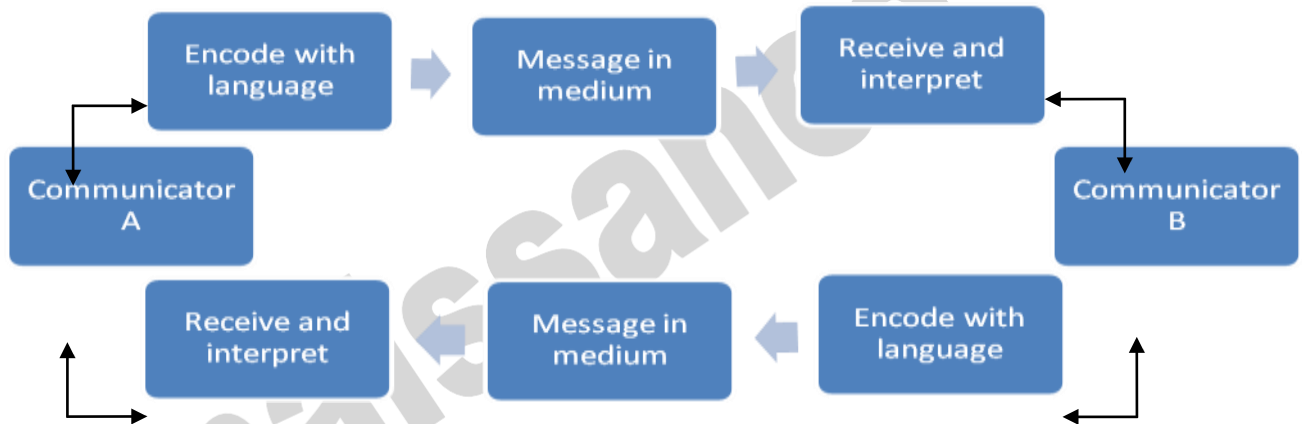 Encode with
language
Message in
medium
Receive and
interpret
Communicator
A
Communicator
B
Receive and
interpret
Message in
medium
Encode with
language